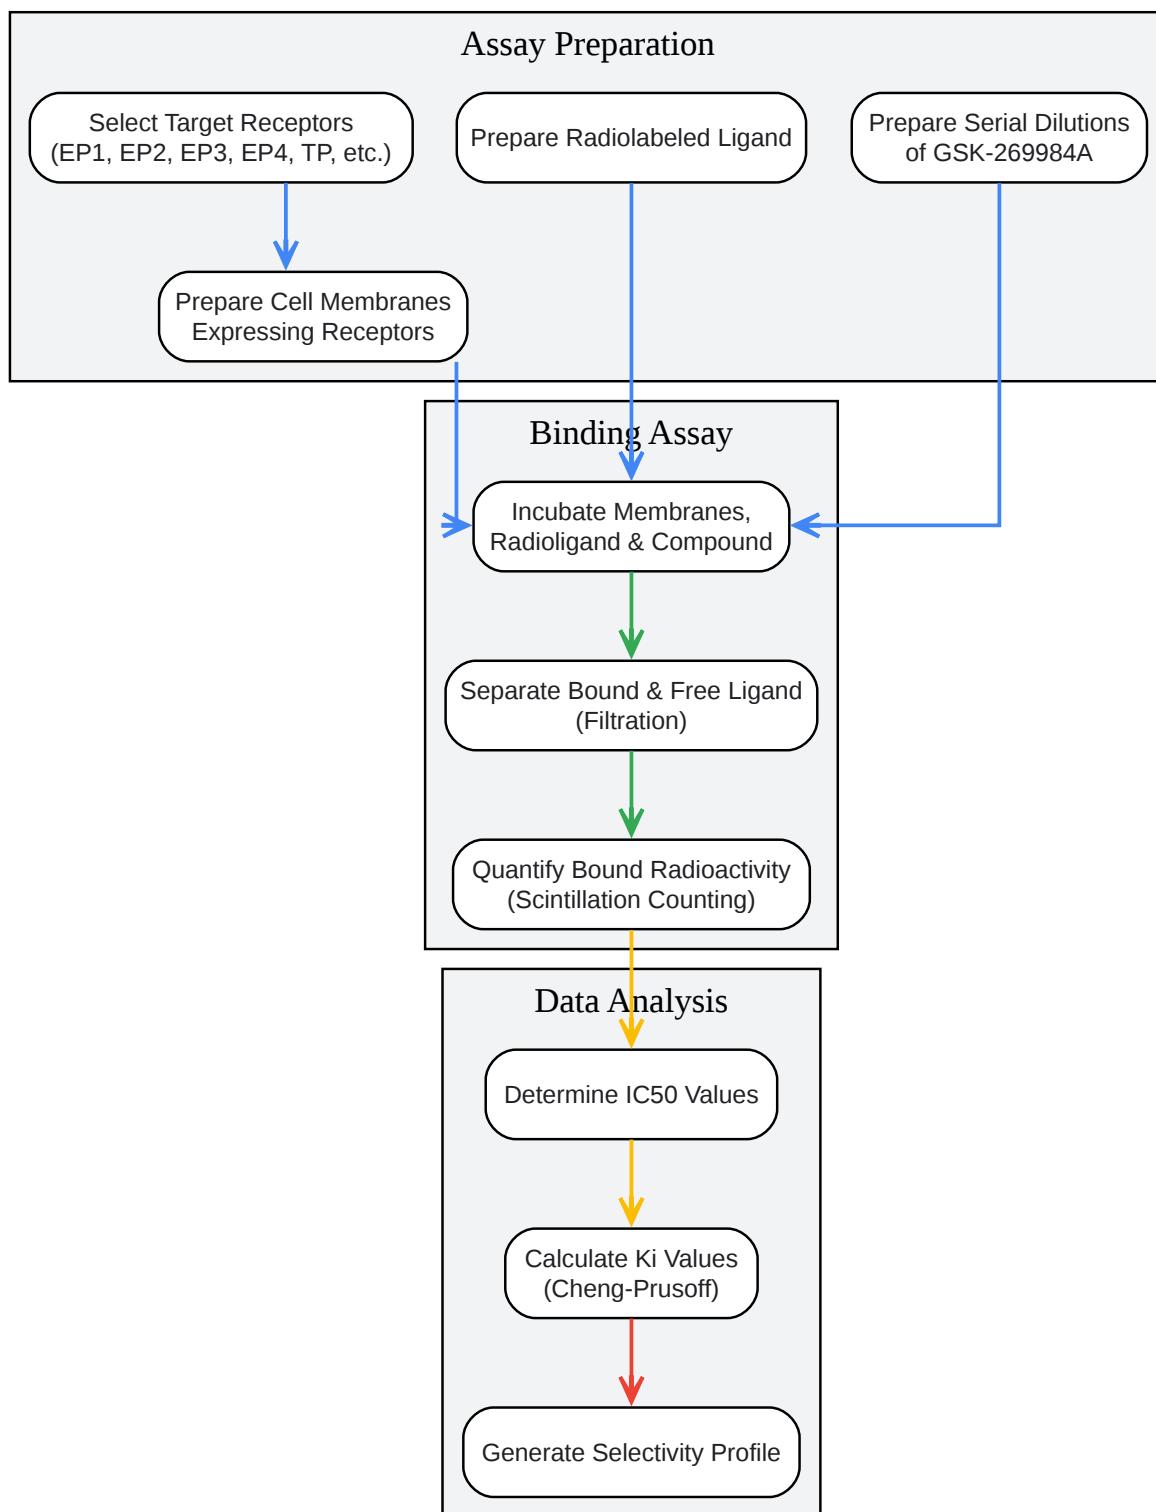 Assay Preparation
Select Target Receptors
(EP1, EP2, EP3, EP4, TP, etc.)
Prepare Radiolabeled Ligand
Prepare Serial Dilutions
of GSK-269984A
Prepare Cell Membranes
Expressing Receptors
Binding Assay
Incubate Membranes,
Radioligand & Compound
Separate Bound & Free Ligand
(Filtration)
Quantify Bound Radioactivity
(Scintillation Counting)
Data Analysis
Determine IC50 Values
Calculate Ki Values
(Cheng-Prusoff)
Generate Selectivity Profile